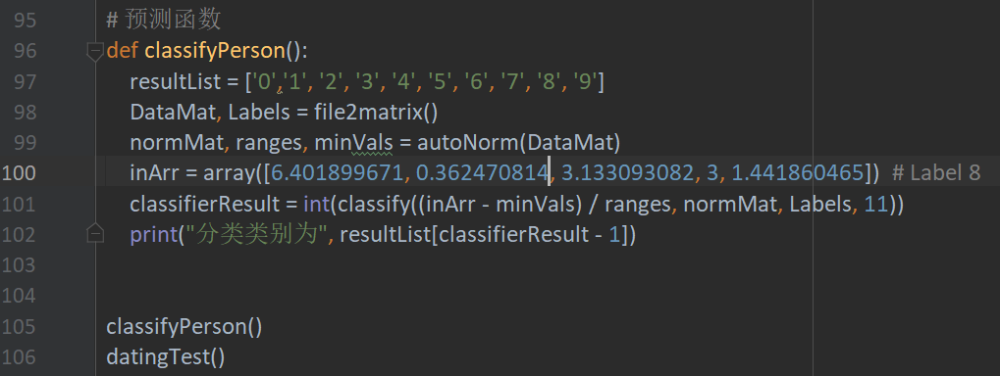 95 # 预测函数
96 def classifyPerson():
97 resultList = ['0','1', '2', '3', '4', '5', '6', '7', '8', '9']
98 DataMat, Labels = file2matrix()
99 normMat, ranges, minVals = autoNorm(DataMat)
100 inArr = array([6.401899671, 0.362470814, 3.133093082, 3, 1.441860465]) # Label 8
101 classifierResult = int(classify((inArr - minVals) / ranges, normMat, Labels, 11))
102 print("分类类别为", resultList[classifierResult - 1])
103
104
105 classifyPerson()
106 datingTest()